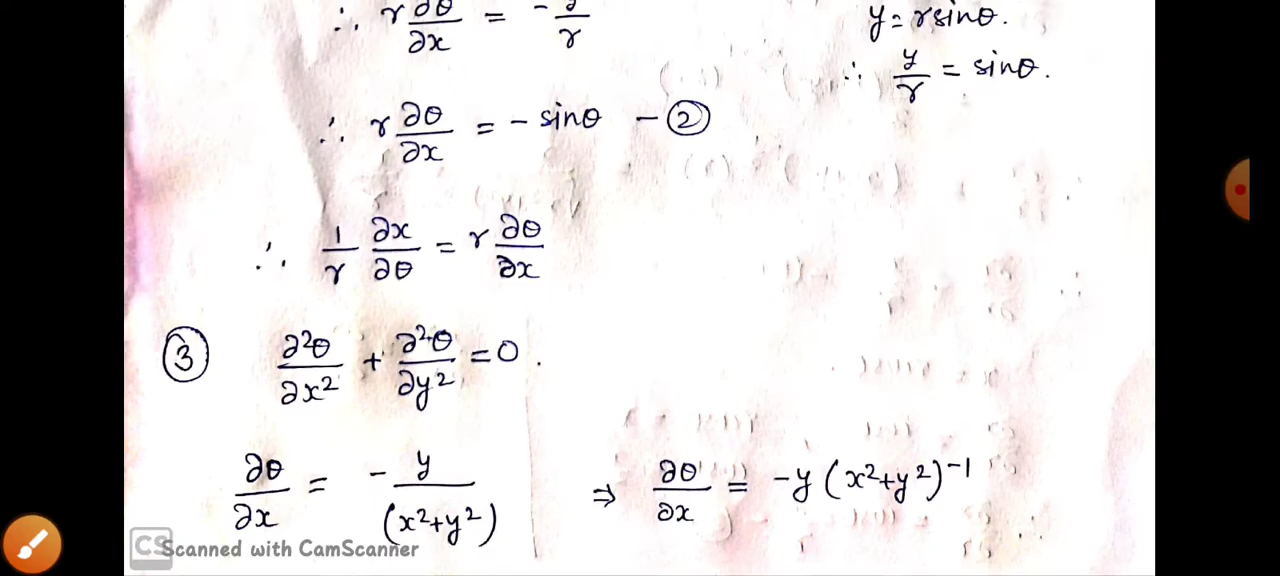 ∴ r ∂θ/∂x = - y/r
y = r sinθ.
∴ y/r = sinθ.
∴ r ∂θ/∂x = - sinθ - ②
∴ 1/r ∂x/∂θ = r ∂θ/∂x
③ ∂²θ/∂x² + ∂²θ/∂y² = 0.
∂θ/∂x = - y/(x²+y²) ⇒ ∂θ/∂x = -y (x²+y²)⁻¹
CS Scanned with CamScanner